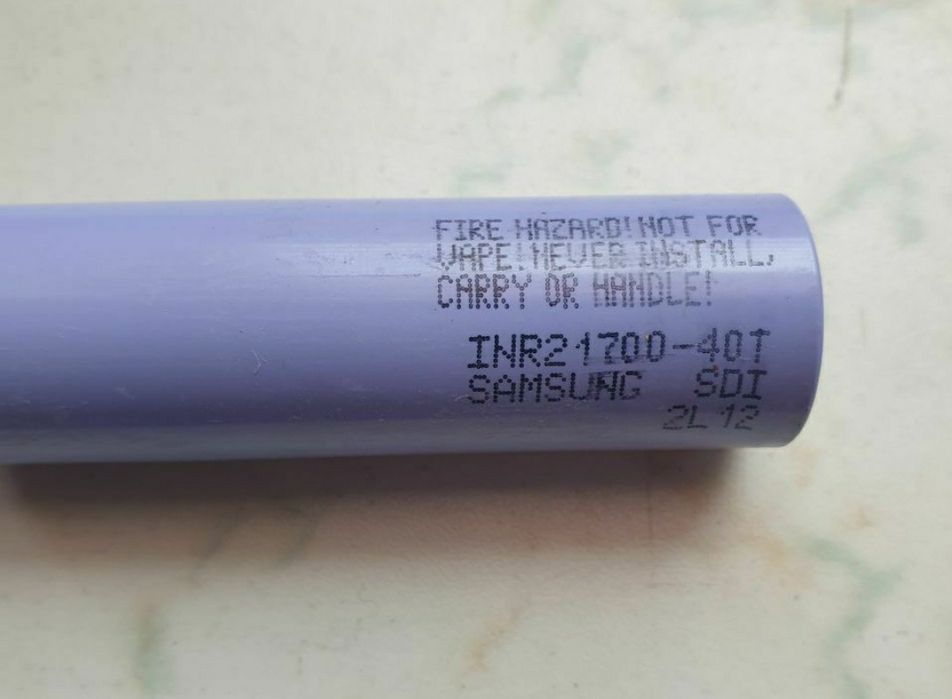 FIRE HAZARD! NOT FOR
VAPE! NEVER INSTALL,
CARRY OR HANDLE!
INR21700-40T
SAMSUNG SDI
2L12